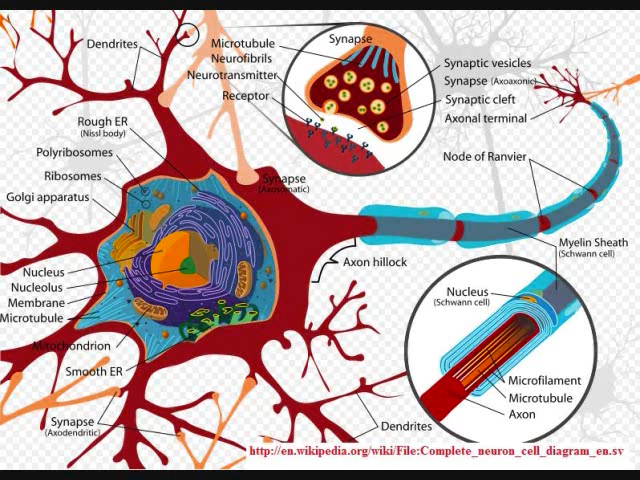 Dendrites
Microtubule
Neurofibrils
Neurotransmitter
Receptor
Synapse
Synaptic vesicles
Synapse (Axoaxonic)
Synaptic cleft
Axonal terminal
Node of Ranvier
Rough ER
(Nissl body)
Polyribosomes
Ribosomes
Golgi apparatus
Synapse
(Axosomatic)
Nucleus
Nucleolus
Membrane
Microtubule
Mitochondrion
Smooth ER
Synapse
(Axodendritic)
Axon hillock
Myelin Sheath
(Schwann cell)
Nucleus
(Schwann cell)
Microfilament
Microtubule
Axon
Dendrites
http://en.wikipedia.org/wiki/File:Complete_neuron_cell_diagram_en.sv